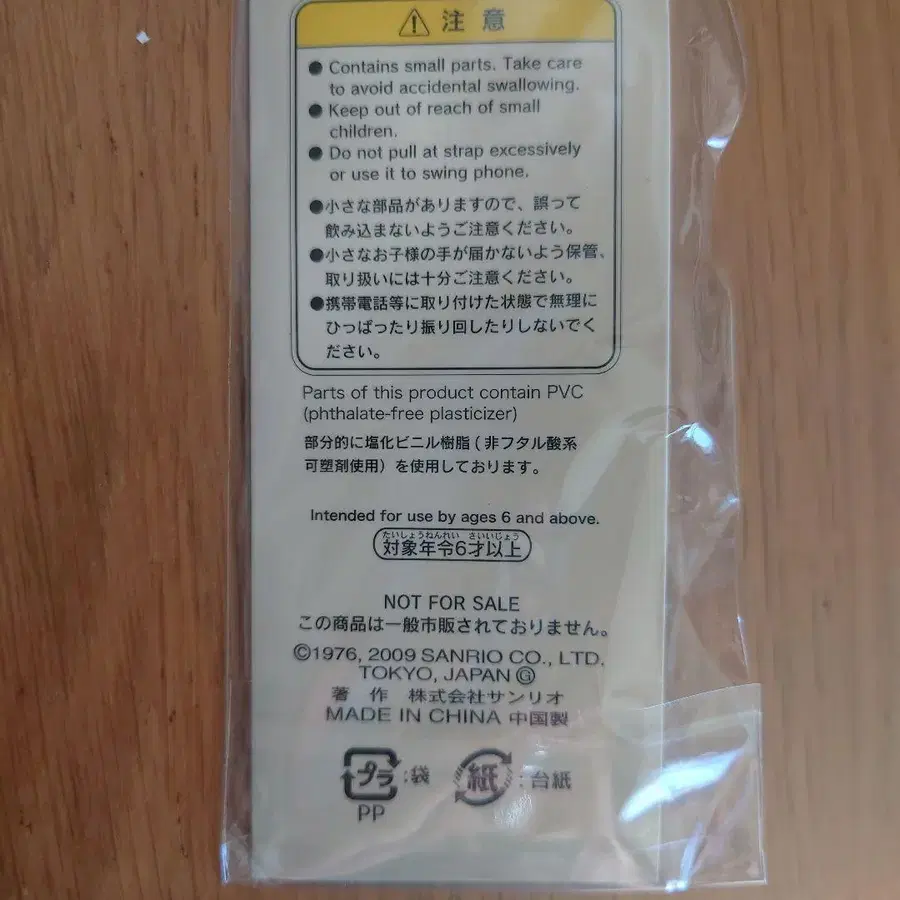 ⚠ 注意
● Contains small parts. Take care
to avoid accidental swallowing.
● Keep out of reach of small
children.
● Do not pull at strap excessively
or use it to swing phone.
●小さな部品がありますので、誤って
飲み込まないようご注意ください。
●小さなお子様の手が届かないよう保管、
取り扱いには十分ご注意ください。
●携帯電話等に取り付けた状態で無理に
ひっぱったり振り回したりしないでく
ださい。
Parts of this product contain PVC
(phthalate-free plasticizer)
部分的に塩化ビニル樹脂(非フタル酸系
可塑剤使用)を使用しております。
Intended for use by ages 6 and above.
たいしょうねんれい さいいじょう
対象年令6才以上
NOT FOR SALE
この商品は一般市販されておりません。
©1976, 2009 SANRIO CO., LTD.
TOKYO, JAPAN Ⓖ
著 作 株式会社サンリオ
MADE IN CHINA 中国製
プラ:袋 紙:台紙
PP